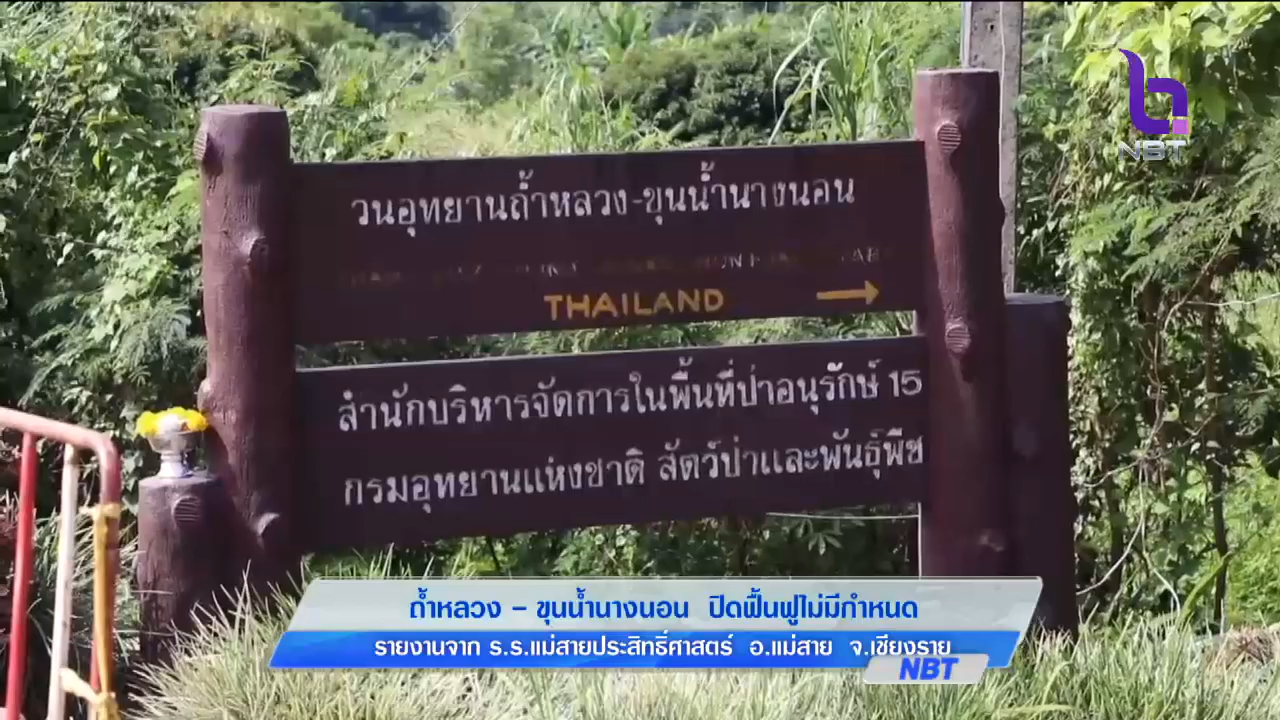 NBT
วนอุทยานถ้ำหลวง-ขุนน้ำนางนอน
THAILAND
สำนักบริหารจัดการในพื้นที่ป่าอนุรักษ์ 15
กรมอุทยานแห่งชาติ สัตว์ป่าและพันธุ์พืช
ถ้ำหลวง – ขุนน้ำนางนอน ปิดฟื้นฟูไม่มีกำหนด
รายงานจาก ร.ร.แม่สายประสิทธิ์ศาสตร์ อ.แม่สาย จ.เชียงราย
NBT